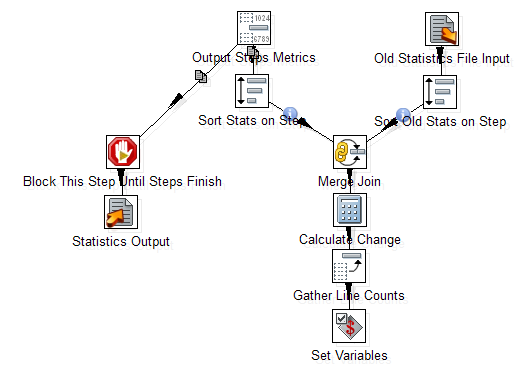 1024
6789
Output Steps Metrics
Old Statistics File Input
Sort Stats on Step
Sort Old Stats on Step
Block This Step Until Steps Finish
Merge Join
Statistics Output
Calculate Change
Gather Line Counts
$
Set Variables